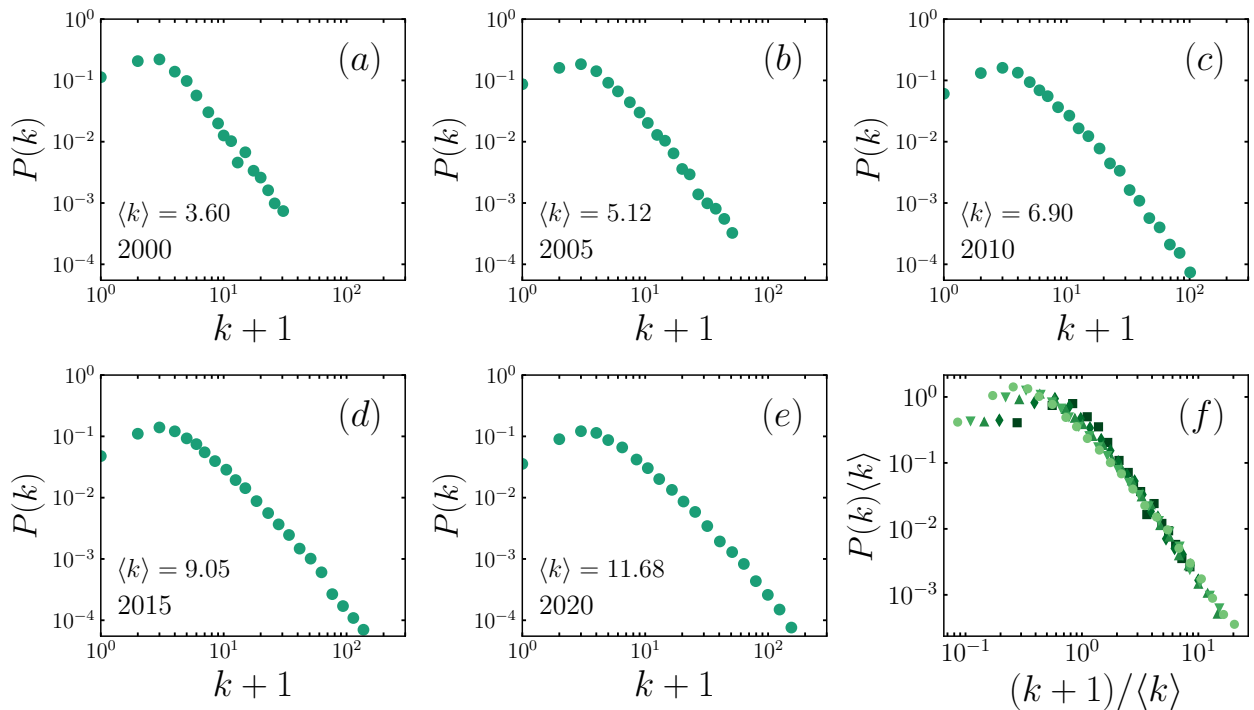 (a)
P(k)
10^0
10^{-1}
10^{-2}
10^{-3}
10^{-4}
⟨k⟩ = 3.60
2000
10^0 10^1 10^2
k + 1
(b)
P(k)
10^0
10^{-1}
10^{-2}
10^{-3}
10^{-4}
⟨k⟩ = 5.12
2005
10^0 10^1 10^2
k + 1
(c)
P(k)
10^0
10^{-1}
10^{-2}
10^{-3}
10^{-4}
⟨k⟩ = 6.90
2010
10^0 10^1 10^2
k + 1
(d)
P(k)
10^0
10^{-1}
10^{-2}
10^{-3}
10^{-4}
⟨k⟩ = 9.05
2015
10^0 10^1 10^2
k + 1
(e)
P(k)
10^0
10^{-1}
10^{-2}
10^{-3}
10^{-4}
⟨k⟩ = 11.68
2020
10^0 10^1 10^2
k + 1
(f)
P(k)⟨k⟩
10^0
10^{-1}
10^{-2}
10^{-3}
10^{-1} 10^0 10^1
(k + 1)/⟨k⟩